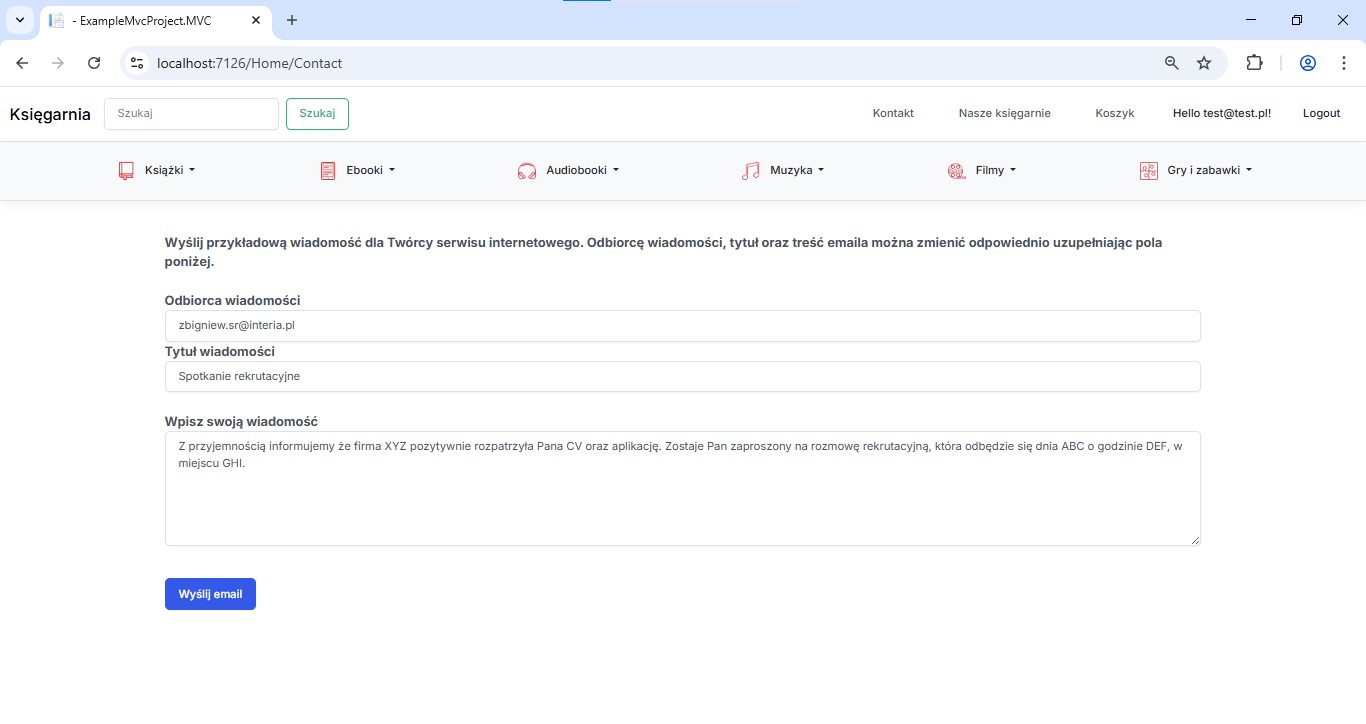 - ExampleMvcProject.MVC
localhost:7126/Home/Contact
Księgarnia Szukaj Szukaj Kontakt Nasze księgarnie Koszyk Hello test@test.pl! Logout
Książki Ebooki Audiobooki Muzyka Filmy Gry i zabawki
Wyślij przykładową wiadomość dla Twórcy serwisu internetowego. Odbiorcę wiadomości, tytuł oraz treść emaila można zmienić odpowiednio uzupełniając pola
poniżej.
Odbiorca wiadomości
zbigniew.sr@interia.pl
Tytuł wiadomości
Spotkanie rekrutacyjne
Wpisz swoją wiadomość
Z przyjemnością informujemy że firma XYZ pozytywnie rozpatrzyła Pana CV oraz aplikację. Zostaje Pan zaproszony na rozmowę rekrutacyjną, która odbędzie się dnia ABC o godzinie DEF, w
miejscu GHI.
Wyślij email